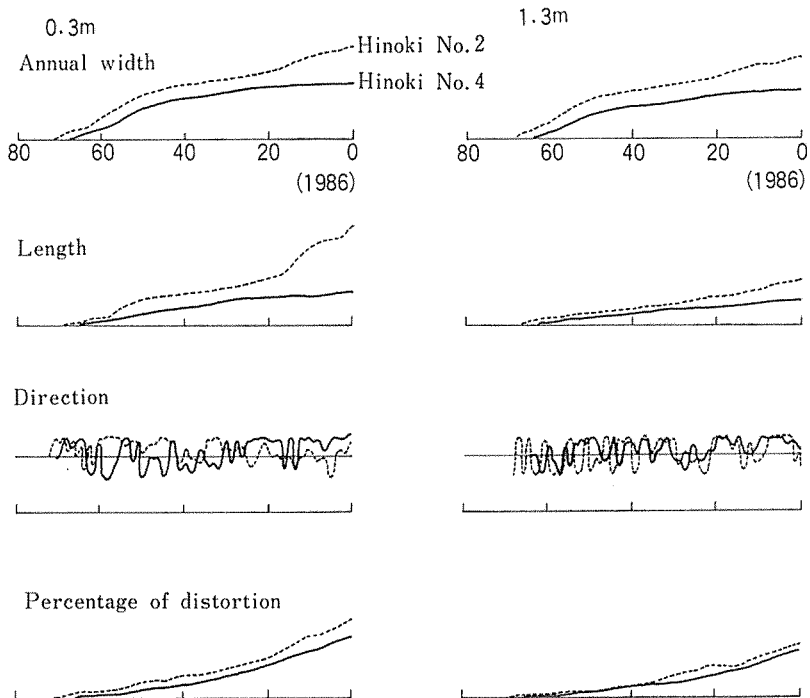 0.3m
1.3m
Annual width
Hinoki No.2
Hinoki No.4
80 60 40 20 0
80 60 40 20 0
(1986)
(1986)
Length
Direction
Percentage of distortion